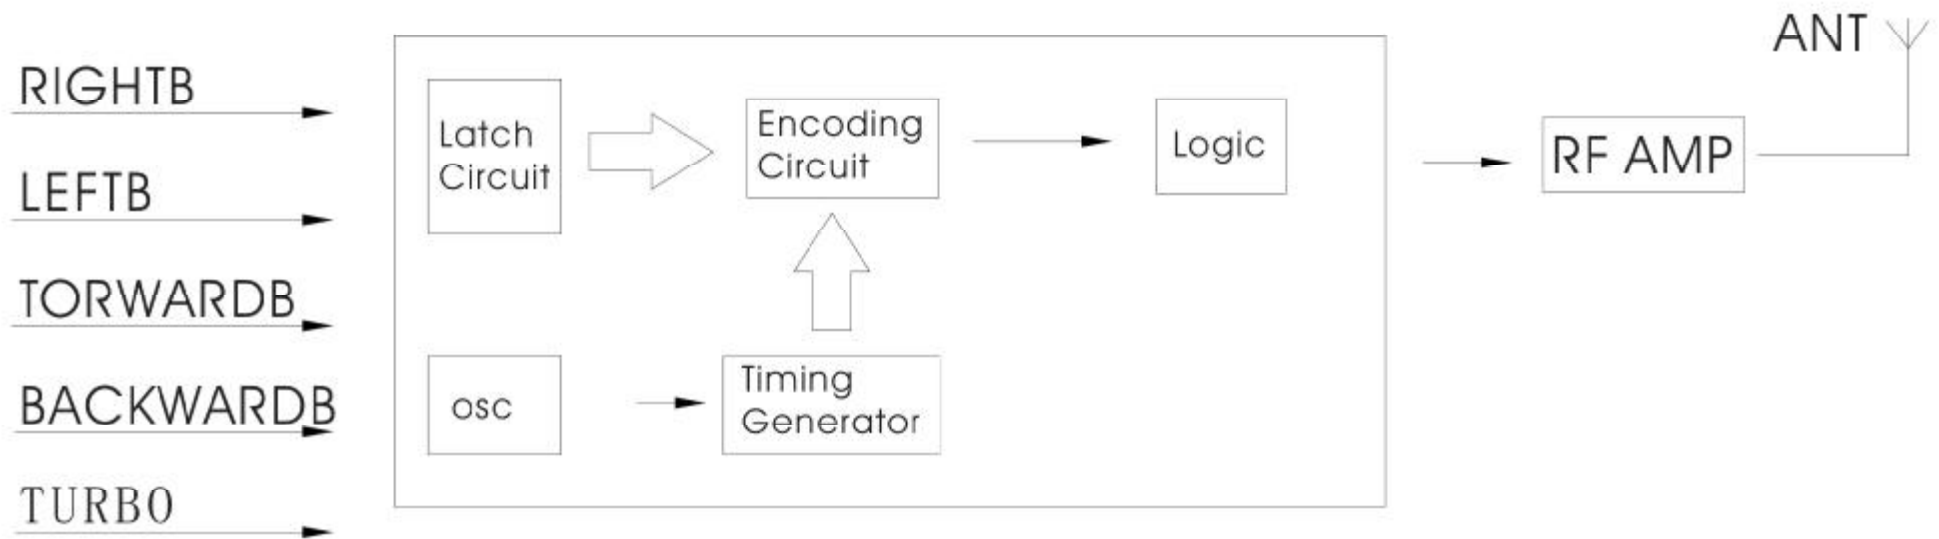 ANT
RIGHTB
Latch
Circuit
Encoding
Circuit
Logic
RF AMP
LEFTB
TORWARDB
BACKWARDB
osc
Timing
Generator
TURBO